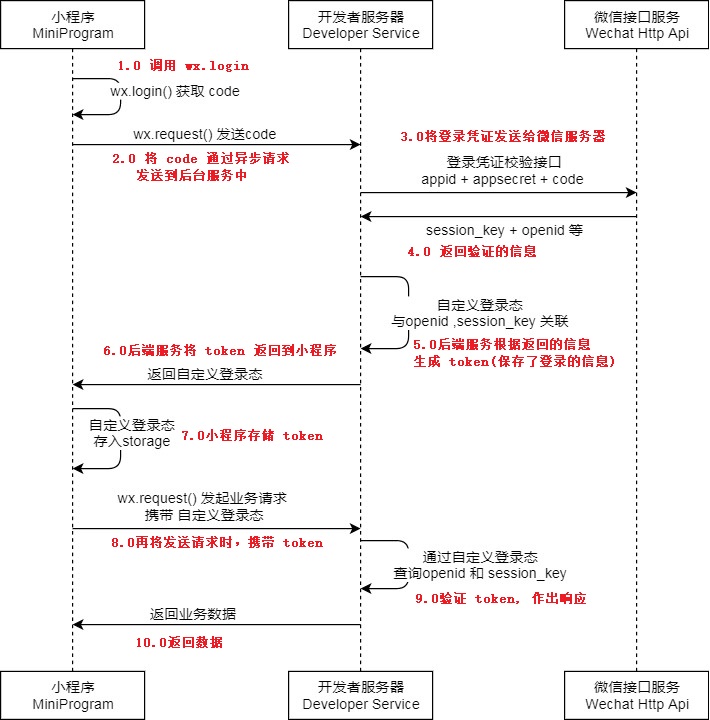 小程序
MiniProgram
开发者服务器
Developer Service
微信接口服务
Wechat Http Api
1.0 调用 wx.login
wx.login() 获取 code
wx.request() 发送code
3.0将登录凭证发送给微信服务器
2.0 将 code 通过异步请求
发送到后台服务中
登录凭证校验接口
appid + appsecret + code
session_key + openid 等
4.0 返回验证的信息
自定义登录态
与openid ,session_key 关联
6.0后端服务将 token 返回到小程序
5.0后端服务根据返回的信息
生成 token(保存了登录的信息)
返回自定义登录态
自定义登录态
存入storage
7.0小程序存储 token
wx.request() 发起业务请求
携带 自定义登录态
8.0再将发送请求时，携带 token
通过自定义登录态
查询openid 和 session_key
9.0验证 token, 作出响应
返回业务数据
10.0返回数据
小程序
MiniProgram
开发者服务器
Developer Service
微信接口服务
Wechat Http Api